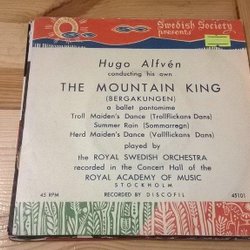 Swedish Society
presents
Hugo Alfvén
conducting his own
THE MOUNTAIN KING
(BERGAKUNGEN)
a ballet pantomime
Troll Maiden's Dance (Trollflickans Dans)
Summer Rain (Sommarregn)
Herd Maiden's Dance (Vallflickans Dans)
played by
the ROYAL SWEDISH ORCHESTRA
recorded in the Concert Hall of the
ROYAL ACADEMY OF MUSIC
STOCKHOLM
45 RPM
RECORDED BY DISCOFIL
45101